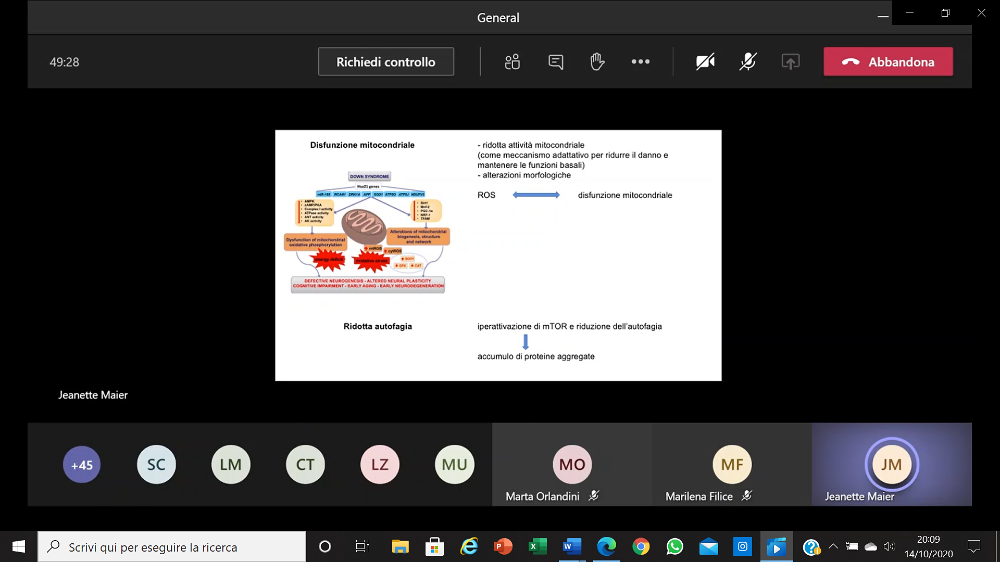 General
49:28
Richiedi controllo
Abbandona
Disfunzione mitocondriale
DOWN SYNDROME
Hsa21 genes
miR-155 RCAN1 DRK1A APP SOD1 ATP5O ATP5J NDUFV3
• AMPK
• cAMP/PKA
• Complex I activity
• ATPase activity
• ANT activity
• AK activity
• Sirt1
• Mnf-2
• PGC-1α
• NRF-1
• TFAM
Dysfunction of mitochondrial
oxidative phosphorylation
Alterations of mitochondrial
biogenesis, structure
and network
mtROS
cytROS
energy deficit
oxidative stress
SOD1
GPX
CAT
DEFECTIVE NEUROGENESIS - ALTERED NEURAL PLASTICITY
COGNITIVE IMPAIRMENT - EARLY AGING - EARLY NEURODEGENERATION
- ridotta attività mitocondriale
(come meccanismo adattativo per ridurre il danno e
mantenere le funzioni basali)
- alterazioni morfologiche
ROS
disfunzione mitocondriale
Ridotta autofagia
iperattivazione di mTOR e riduzione dell'autofagia
accumulo di proteine aggregate
Jeanette Maier
+45
SC
LM
CT
LZ
MU
MO
Marta Orlandini
MF
Marilena Filice
JM
Jeanette Maier
Scrivi qui per eseguire la ricerca
20:09
14/10/2020